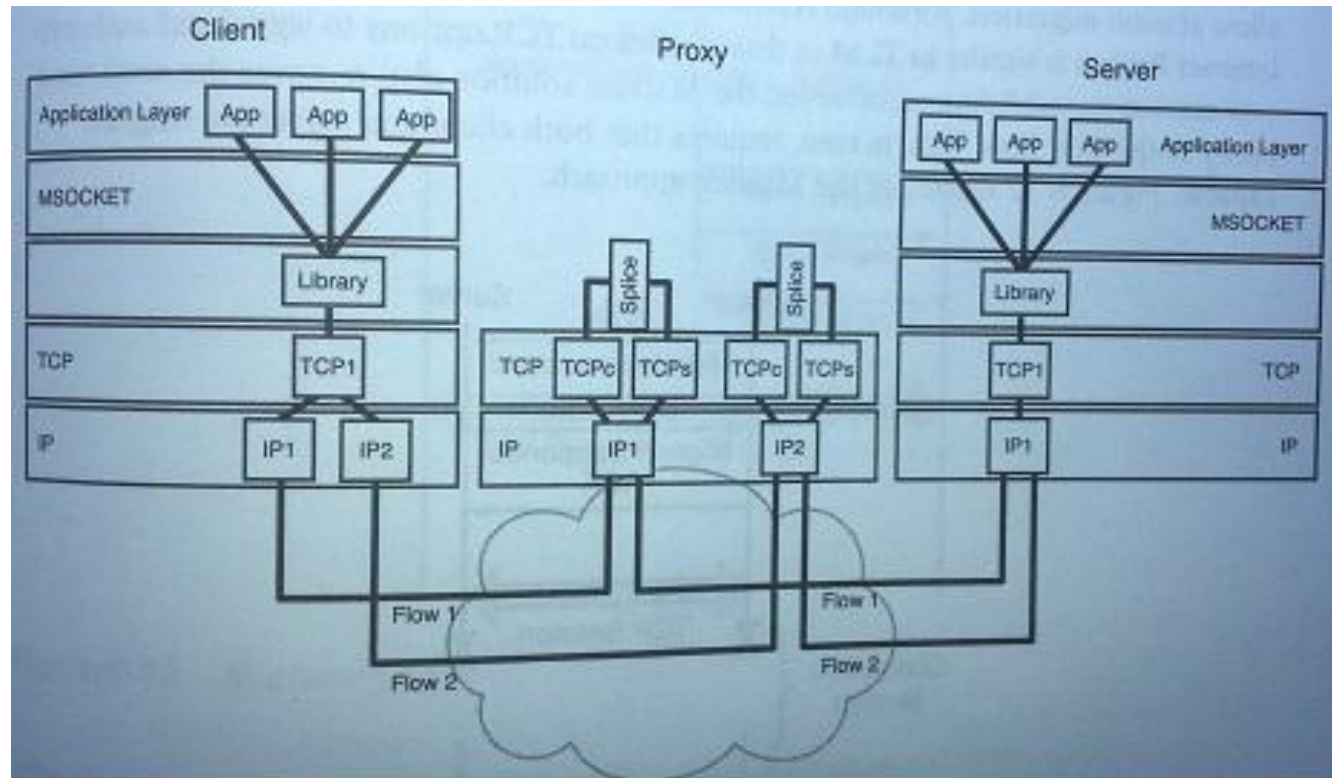 Client
Proxy
Server
Application Layer App App App
App App App Application Layer
MSOCKET
MSOCKET
Library
Splice
Splice
Library
TCP TCP1
TCP TCPc TCPs TCPc TCPs
TCP1 TCP
IP IP1 IP2
IP IP1 IP2
IP1 IP
Flow 1
Flow 1
Flow 2
Flow 2